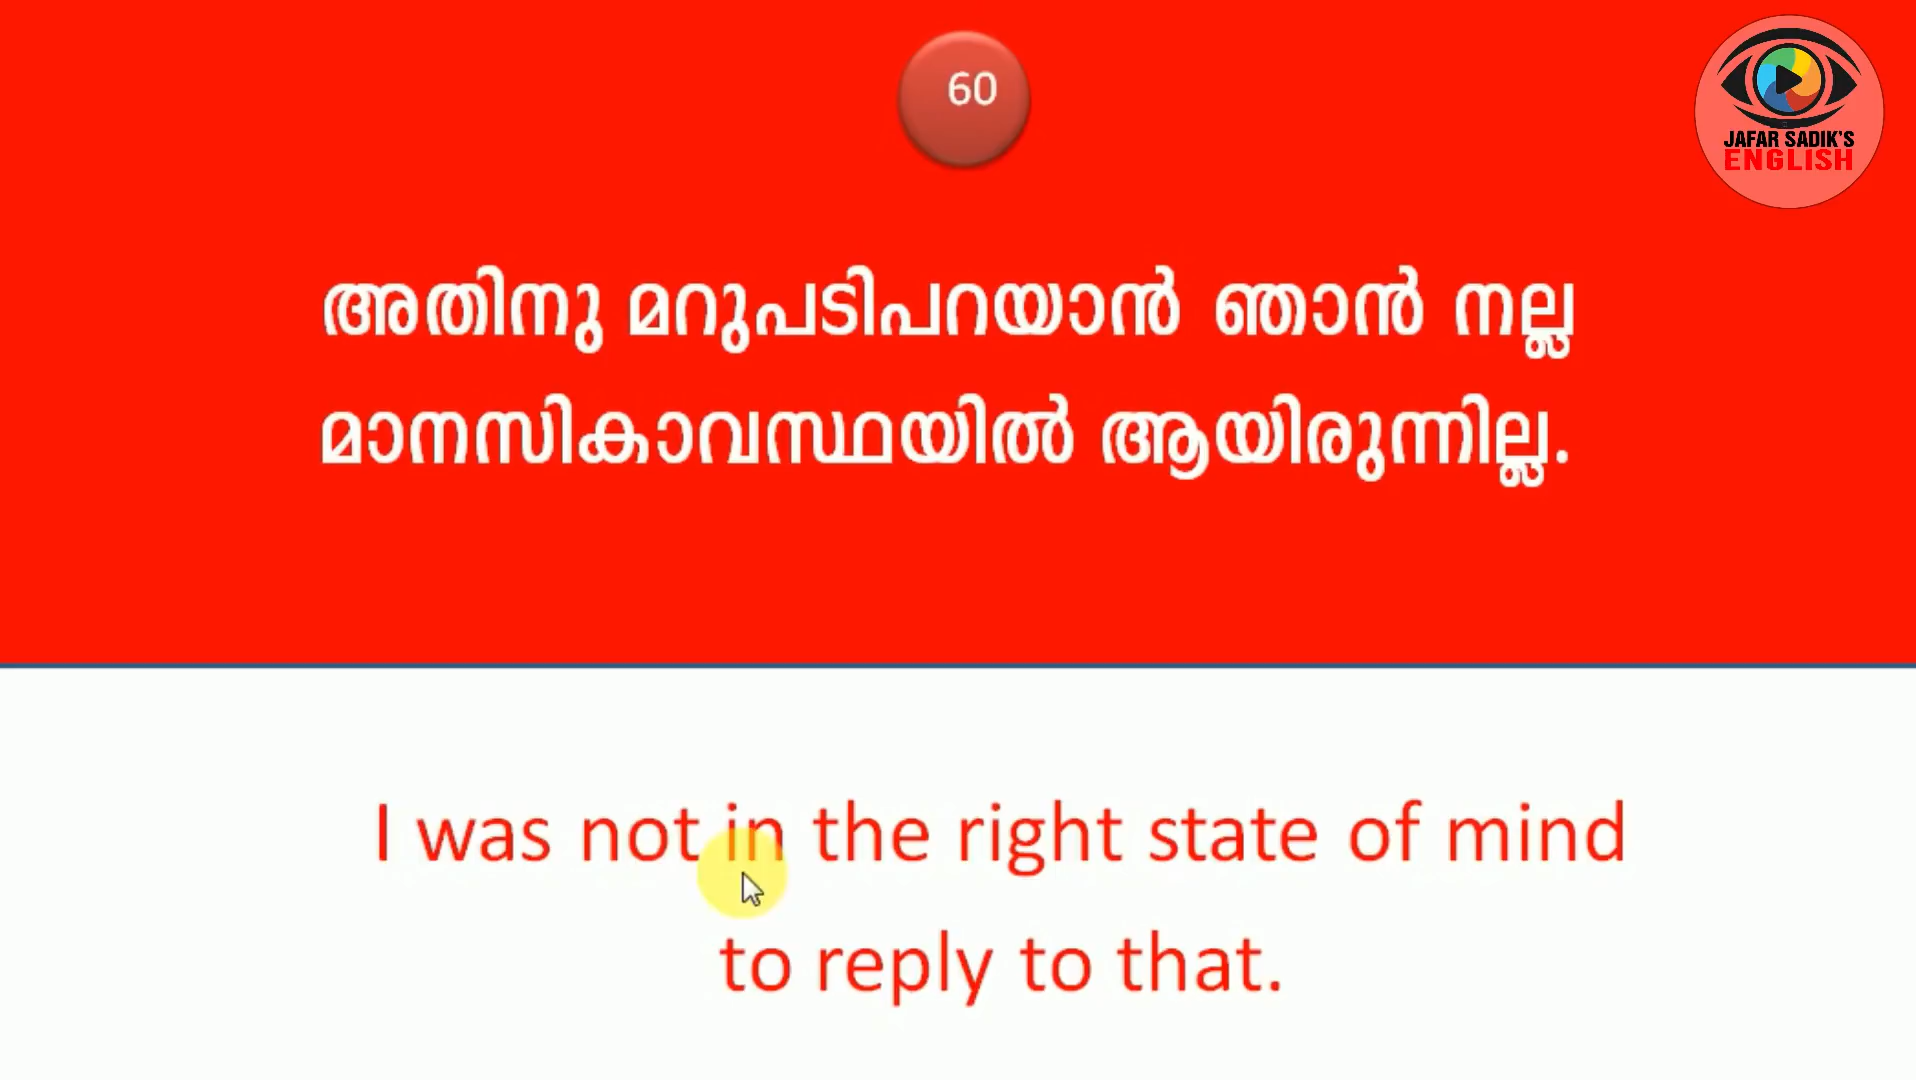 60
JAFAR SADIK'S
ENGLISH
അതിനു മറുപടിപറയാൻ ഞാൻ നല്ല
മാനസികാവസ്ഥയിൽ ആയിരുന്നില്ല.
I was not in the right state of mind
to reply to that.